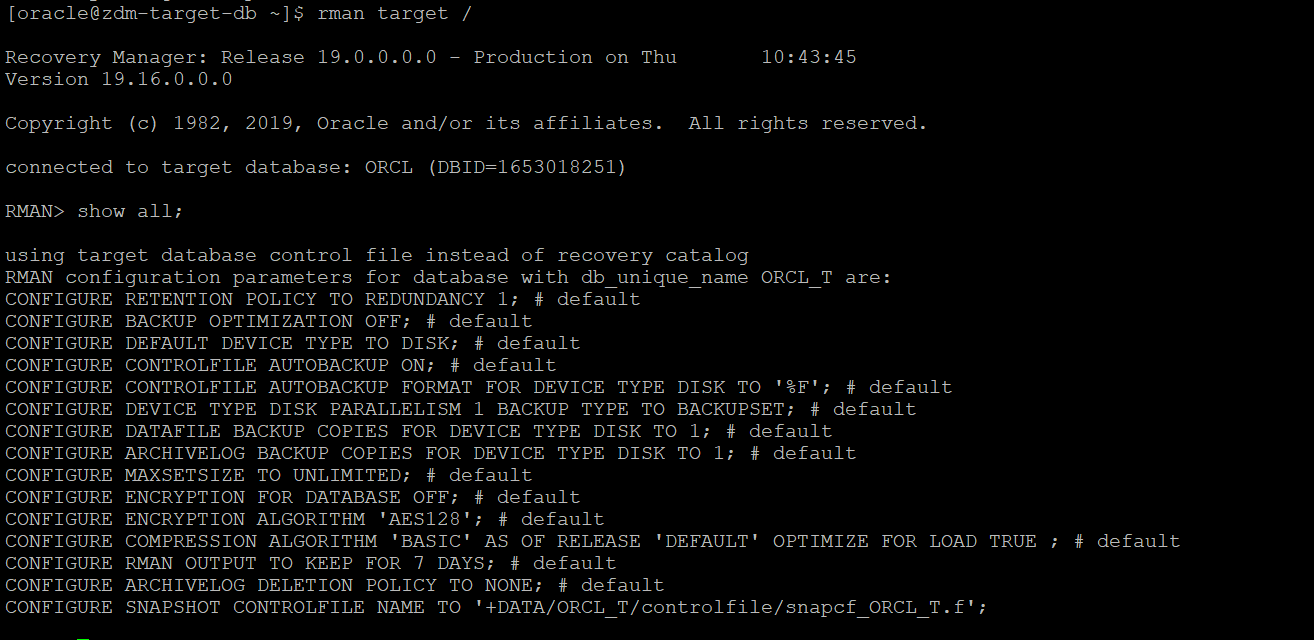 [oracle@zdm-target-db ~]$ rman target /
Recovery Manager: Release 19.0.0.0.0 - Production on Thu 10:43:45
Version 19.16.0.0.0
Copyright (c) 1982, 2019, Oracle and/or its affiliates. All rights reserved.
connected to target database: ORCL (DBID=1653018251)
RMAN> show all;
using target database control file instead of recovery catalog
RMAN configuration parameters for database with db_unique_name ORCL_T are:
CONFIGURE RETENTION POLICY TO REDUNDANCY 1; # default
CONFIGURE BACKUP OPTIMIZATION OFF; # default
CONFIGURE DEFAULT DEVICE TYPE TO DISK; # default
CONFIGURE CONTROLFILE AUTOBACKUP ON; # default
CONFIGURE CONTROLFILE AUTOBACKUP FORMAT FOR DEVICE TYPE DISK TO '%F'; # default
CONFIGURE DEVICE TYPE DISK PARALLELISM 1 BACKUP TYPE TO BACKUPSET; # default
CONFIGURE DATAFILE BACKUP COPIES FOR DEVICE TYPE DISK TO 1; # default
CONFIGURE ARCHIVELOG BACKUP COPIES FOR DEVICE TYPE DISK TO 1; # default
CONFIGURE MAXSETSIZE TO UNLIMITED; # default
CONFIGURE ENCRYPTION FOR DATABASE OFF; # default
CONFIGURE ENCRYPTION ALGORITHM 'AES128'; # default
CONFIGURE COMPRESSION ALGORITHM 'BASIC' AS OF RELEASE 'DEFAULT' OPTIMIZE FOR LOAD TRUE ; # default
CONFIGURE RMAN OUTPUT TO KEEP FOR 7 DAYS; # default
CONFIGURE ARCHIVELOG DELETION POLICY TO NONE; # default
CONFIGURE SNAPSHOT CONTROLFILE NAME TO '+DATA/ORCL_T/controlfile/snapcf_ORCL_T.f';